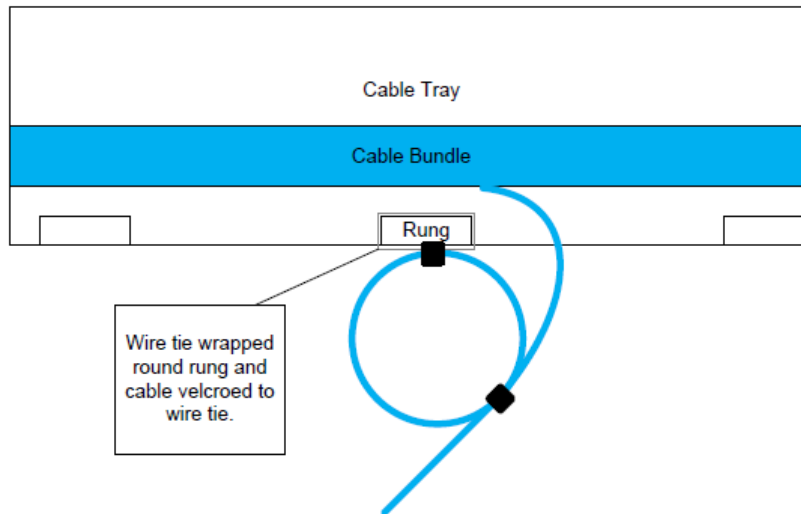 Cable Tray
Cable Bundle
Rung
Wire tie wrapped
round rung and
cable velcroed to
wire tie.